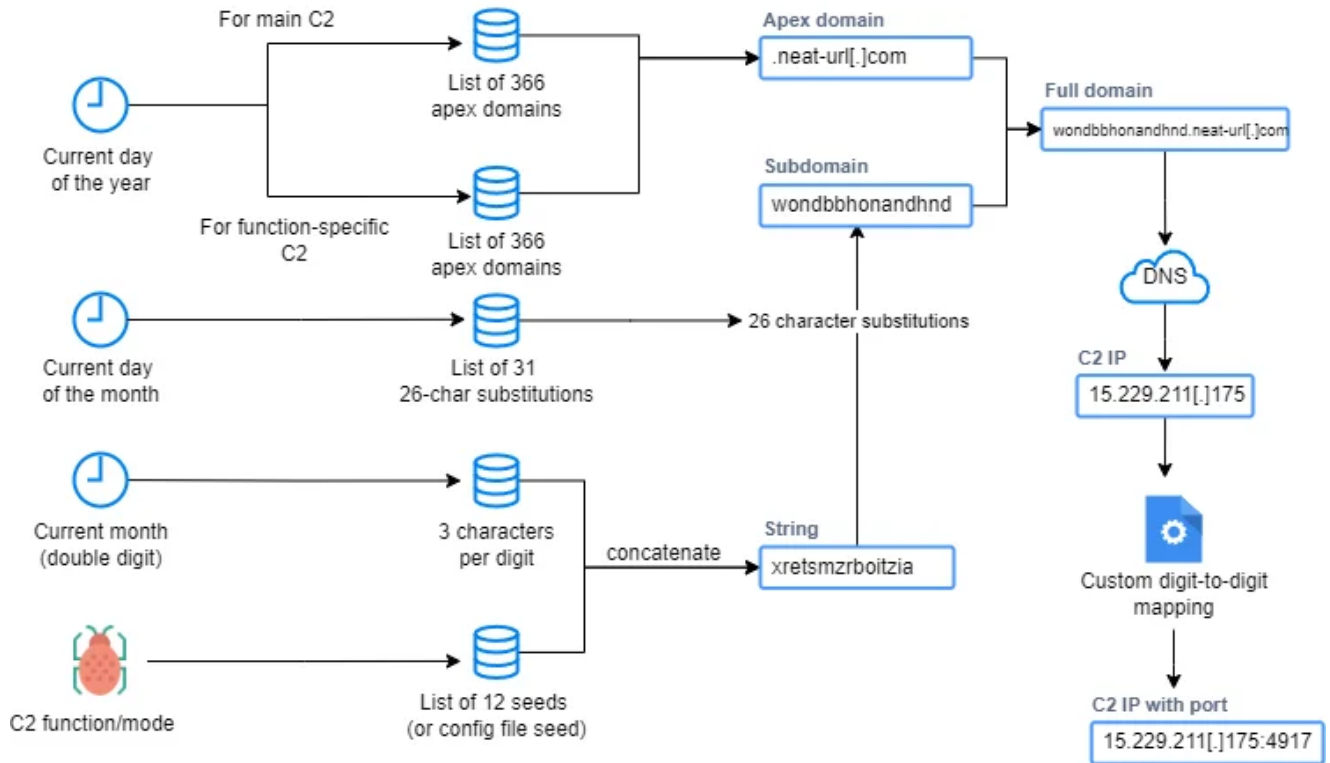 For main C2
List of 366
apex domains
Current day
of the year
For function-specific
C2
List of 366
apex domains
Apex domain
.neat-url[.]com
Subdomain
wondbbhonandhnd
Full domain
wondbbhonandhnd.neat-url[.]com
DNS
C2 IP
15.229.211[.]175
Custom digit-to-digit
mapping
C2 IP with port
15.229.211[.]175:4917
Current day
of the month
List of 31
26-char substitutions
26 character substitutions
Current month
(double digit)
3 characters
per digit
concatenate
String
xretsmzrboitzia
C2 function/mode
List of 12 seeds
(or config file seed)